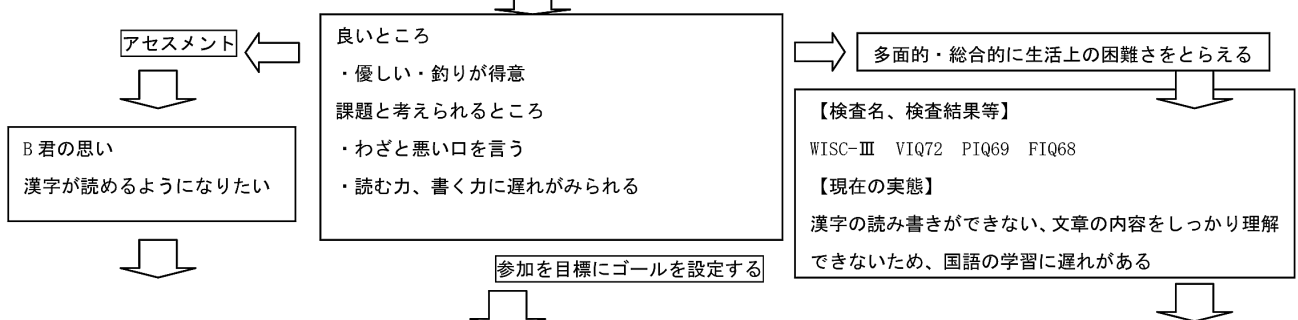 アセスメント
B君の思い
漢字が読めるようになりたい
良いところ
・優しい・釣りが得意
課題と考えられるところ
・わざと悪い口を言う
・読む力、書く力に遅れがみられる
参加を目標にゴールを設定する
多面的・総合的に生活上の困難さをとらえる
【検査名、検査結果等】
WISC-Ⅲ VIQ72 PIQ69 FIQ68
【現在の実態】
漢字の読み書きができない、文章の内容をしっかり理解
できないため、国語の学習に遅れがある